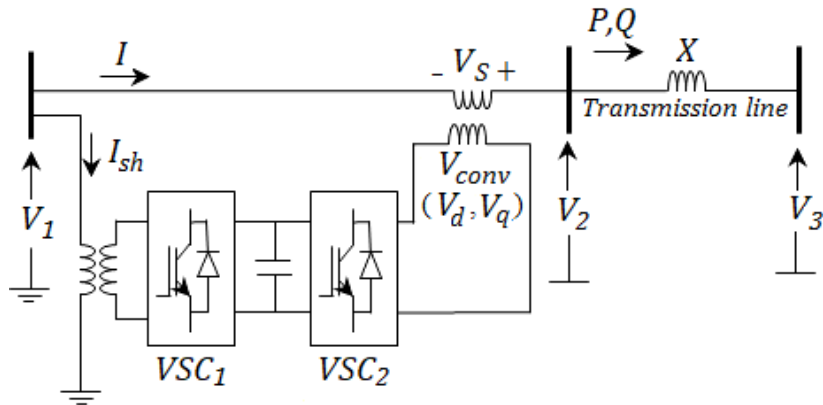 P,Q
I
– V_S +
X
Transmission line
I_sh
V_conv
(V_d, V_q)
V_1
V_2
V_3
VSC_1
VSC_2